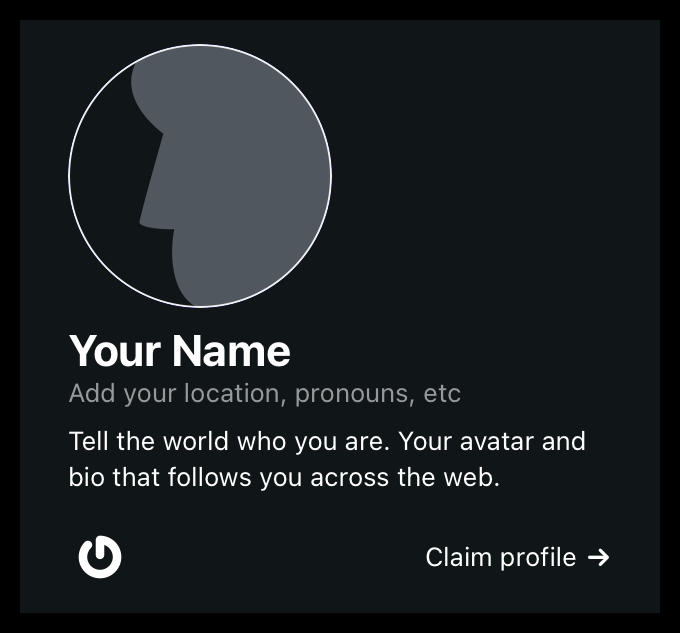 Your Name
Add your location, pronouns, etc
Tell the world who you are. Your avatar and
bio that follows you across the web.
Claim profile →